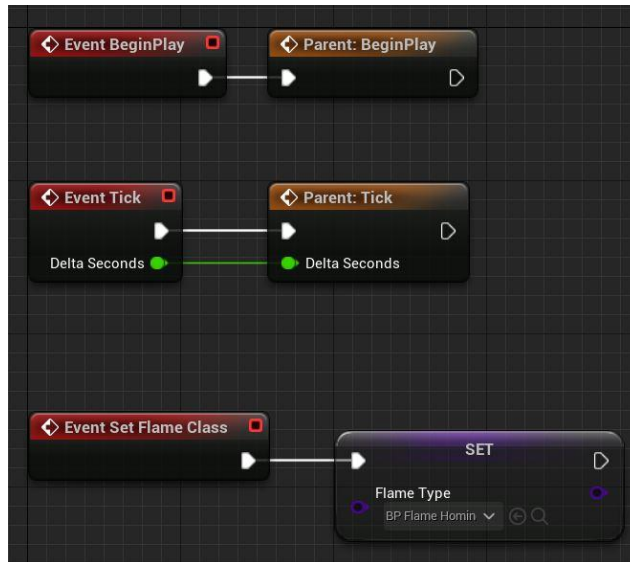 Event BeginPlay
Parent: BeginPlay
Event Tick
Parent: Tick
Delta Seconds
Delta Seconds
Event Set Flame Class
SET
Flame Type
BP Flame Homin